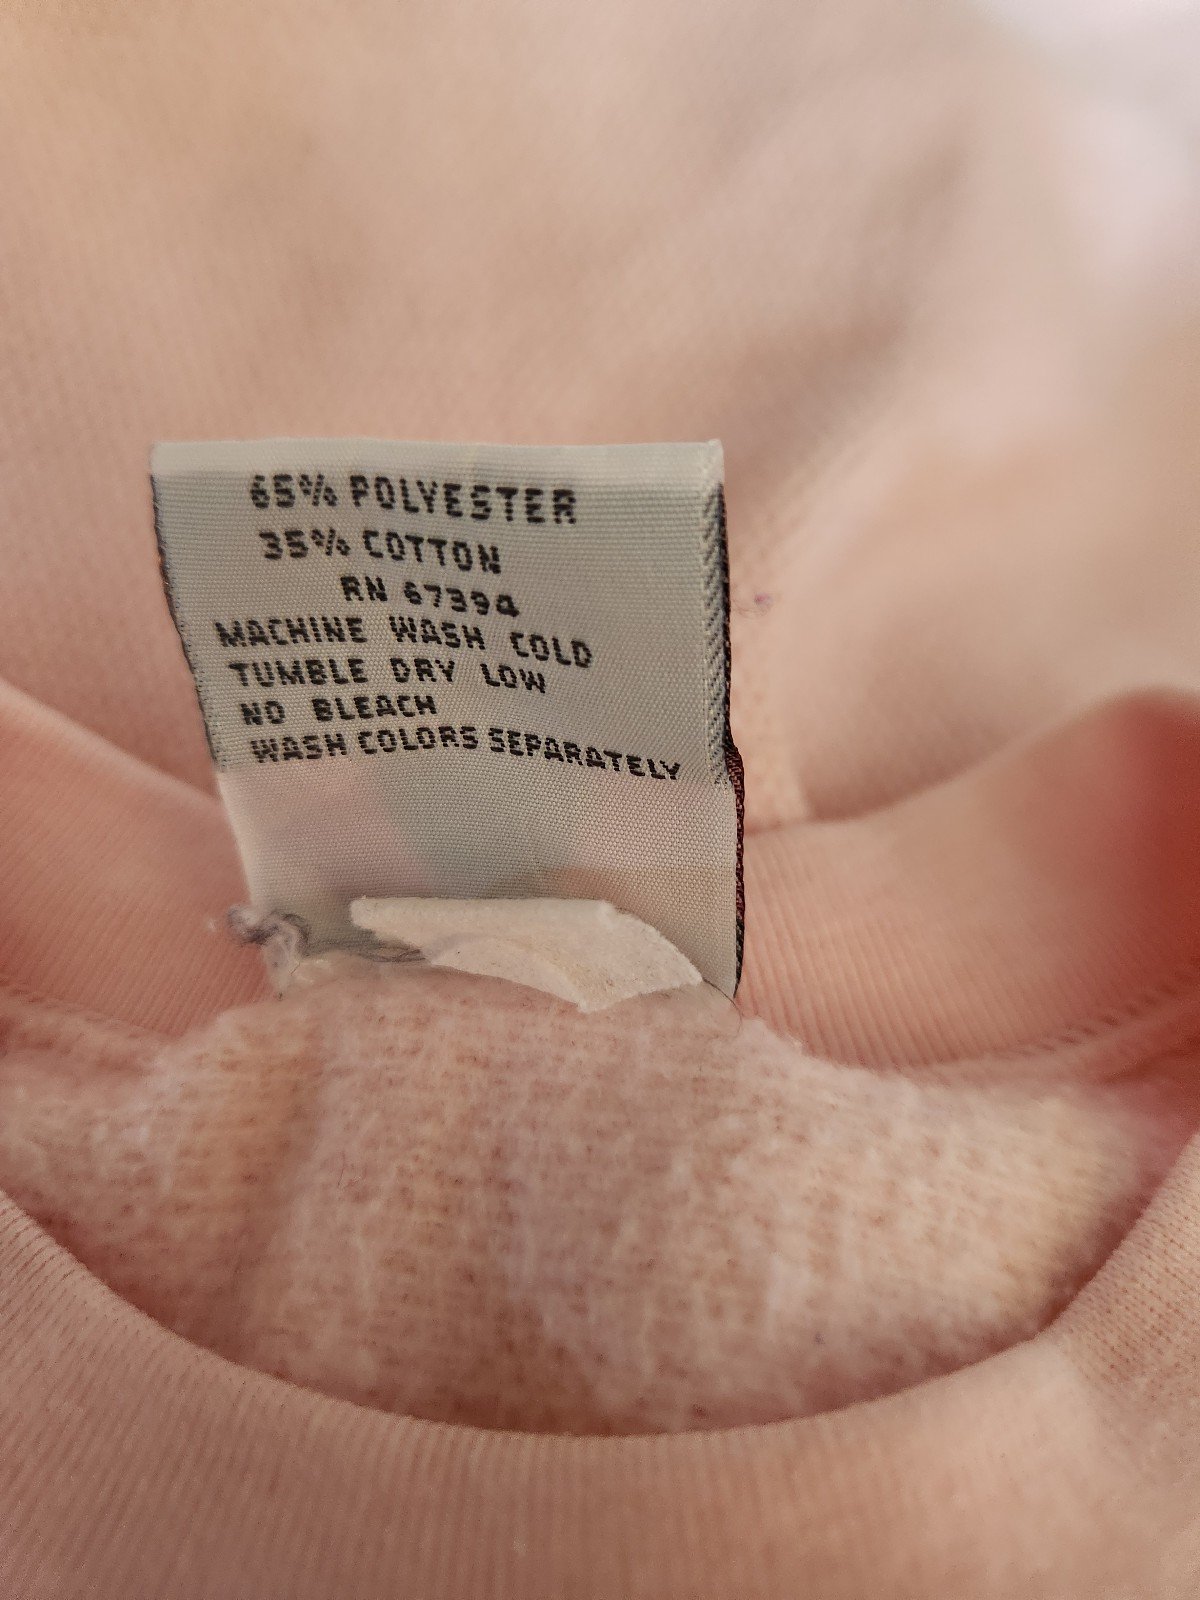 65% POLYESTER
35% COTTON
RN 67394
MACHINE WASH COLD
TUMBLE DRY LOW
NO BLEACH
WASH COLORS SEPARATELY